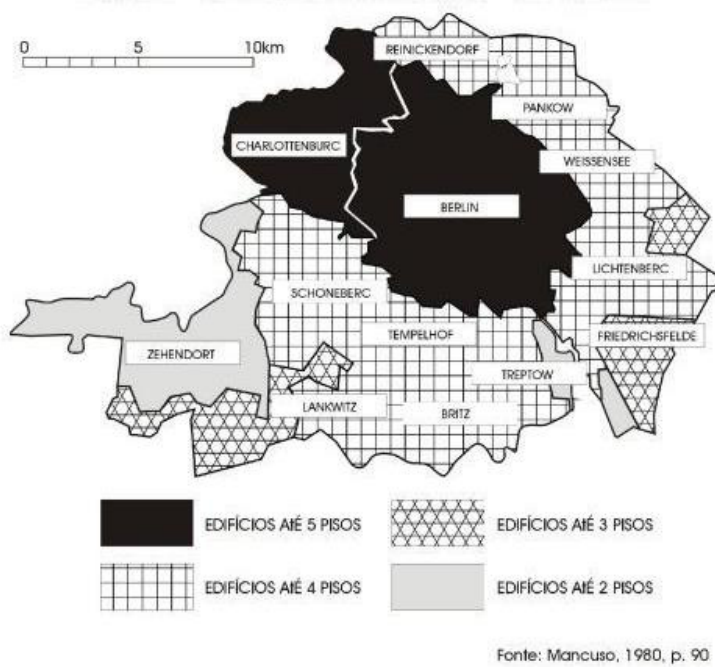 0 5 10km
REINICKENDORF
PANKOW
CHARLOTTENBURC
WEISSENSEE
BERLIN
LICHTENBERC
SCHONEBERC
TEMPELHOF
FRIEDRICHSFELDE
ZEHENDORT
TREPTOW
LANKWITZ
BRITZ
EDIFÍCIOS AtÉ 5 PISOS
EDIFÍCIOS AtÉ 3 PISOS
EDIFÍCIOS AtÉ 4 PISOS
EDIFÍCIOS AtÉ 2 PISOS
Fonte: Mancuso, 1980, p. 90